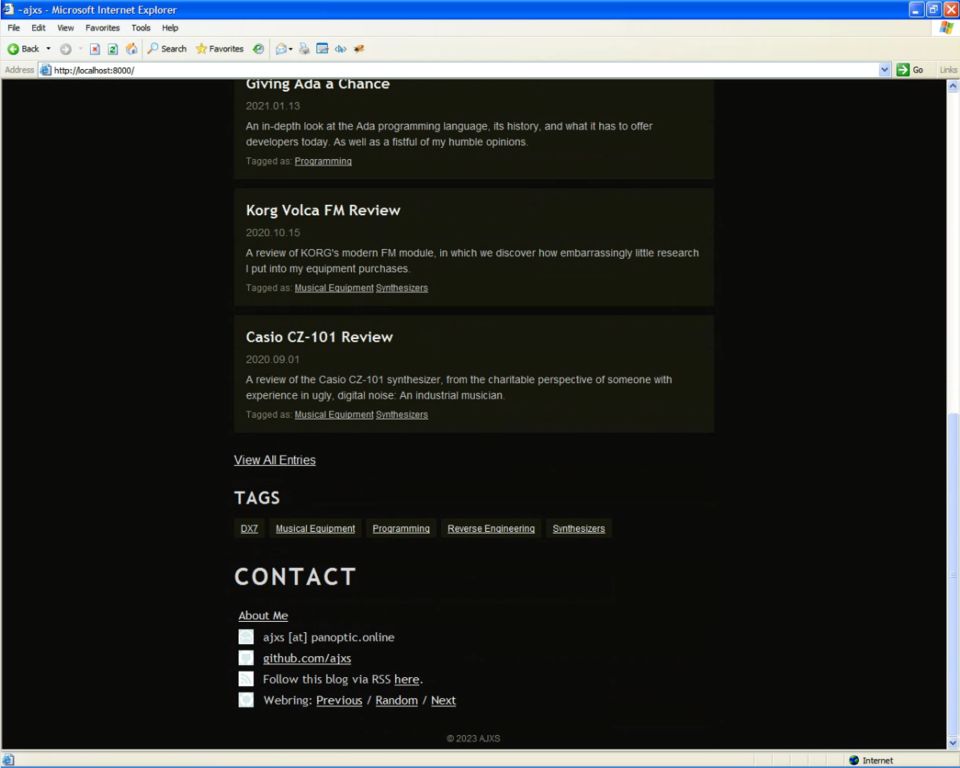 ~ajxs - Microsoft Internet Explorer
File Edit View Favorites Tools Help
Back Search Favorites
Address http://localhost:8000/ Go Links
Giving Ada a Chance
2021.01.13
An in-depth look at the Ada programming language, its history, and what it has to offer
developers today. As well as a fistful of my humble opinions.
Tagged as: Programming
Korg Volca FM Review
2020.10.15
A review of KORG's modern FM module, in which we discover how embarrassingly little research
I put into my equipment purchases.
Tagged as: Musical Equipment Synthesizers
Casio CZ-101 Review
2020.09.01
A review of the Casio CZ-101 synthesizer, from the charitable perspective of someone with
experience in ugly, digital noise: An industrial musician.
Tagged as: Musical Equipment Synthesizers
View All Entries
TAGS
DX7 Musical Equipment Programming Reverse Engineering Synthesizers
CONTACT
About Me
ajxs [at] panoptic.online
github.com/ajxs
Follow this blog via RSS here.
Webring: Previous / Random / Next
© 2023 AJXS
Internet